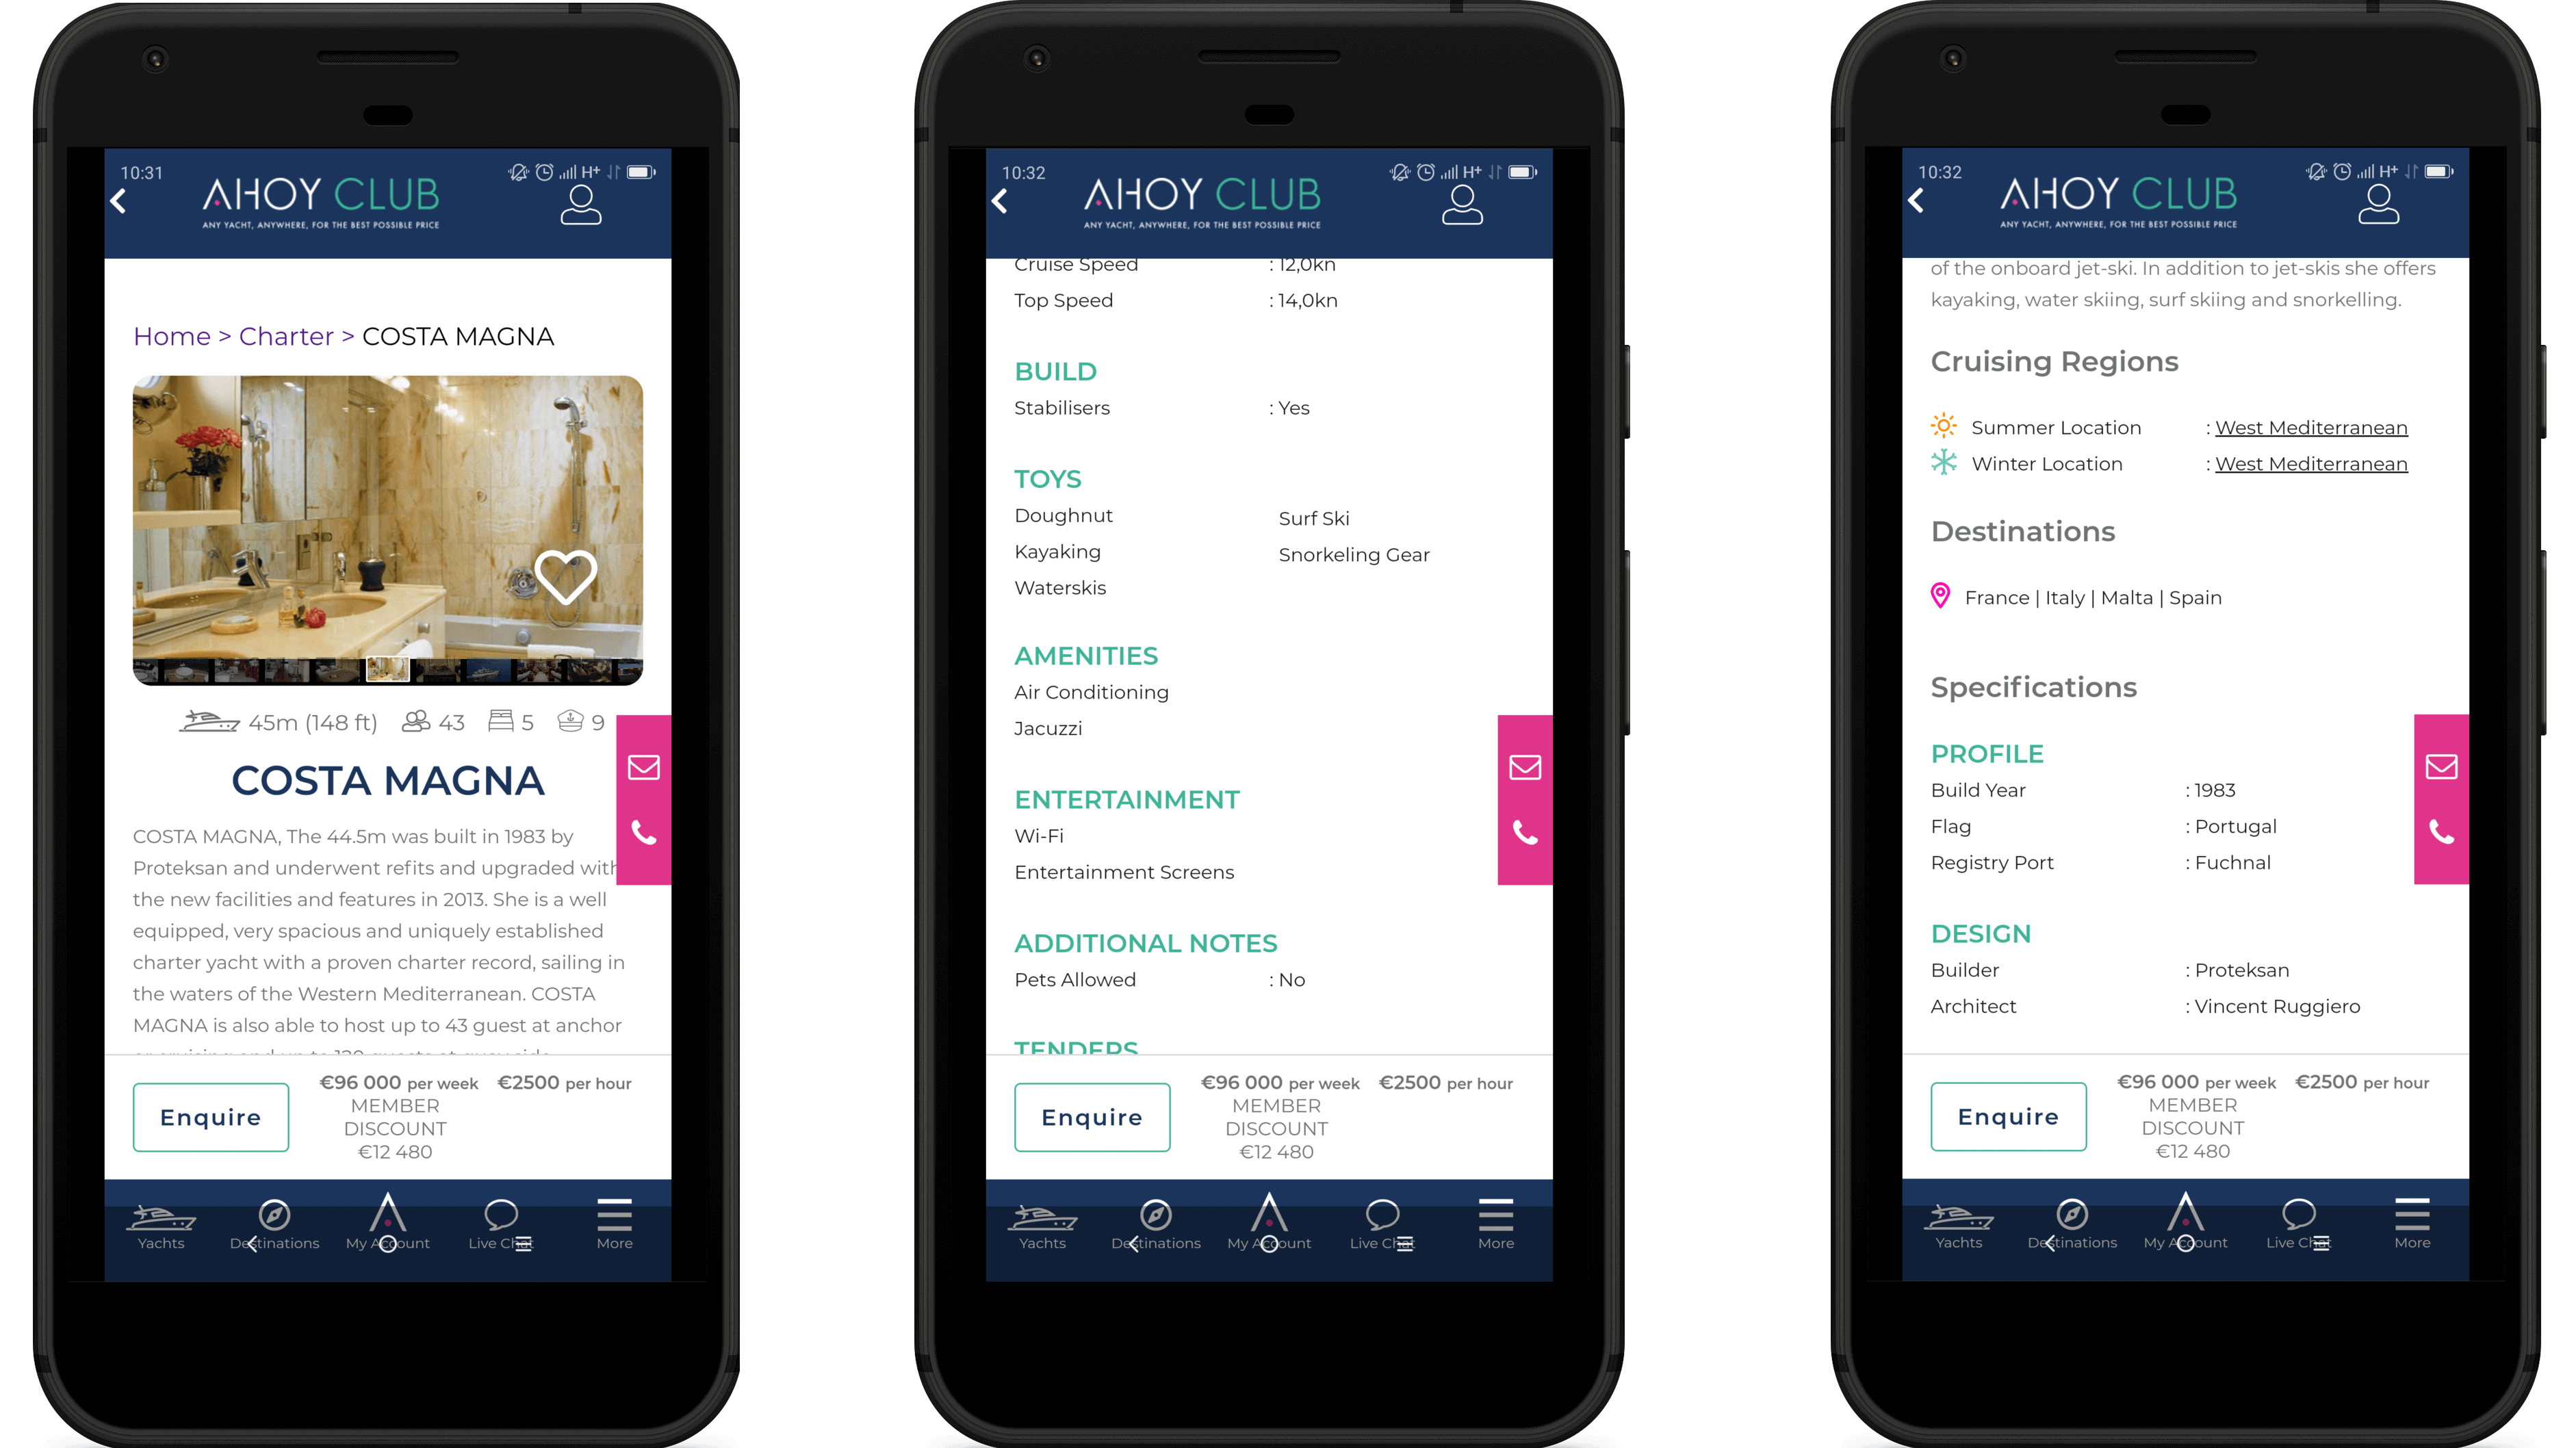 10:31
H+
AHOY CLUB
ANY YACHT, ANYWHERE, FOR THE BEST POSSIBLE PRICE
Home > Charter > COSTA MAGNA
45m (148 ft) 43 5 9
COSTA MAGNA
COSTA MAGNA, The 44.5m was built in 1983 by
Proteksan and underwent refits and upgraded with
the new facilities and features in 2013. She is a well
equipped, very spacious and uniquely established
charter yacht with a proven charter record, sailing in
the waters of the Western Mediterranean. COSTA
MAGNA is also able to host up to 43 guest at anchor
or cruising and up to 120 guests at quay side
Enquire
€96 000 per week €2500 per hour
MEMBER
DISCOUNT
€12 480
Yachts Destinations My Account Live Chat More
10:32
H+
AHOY CLUB
ANY YACHT, ANYWHERE, FOR THE BEST POSSIBLE PRICE
Cruise Speed : 12,0kn
Top Speed : 14,0kn
BUILD
Stabilisers : Yes
TOYS
Doughnut Surf Ski
Kayaking Snorkeling Gear
Waterskis
AMENITIES
Air Conditioning
Jacuzzi
ENTERTAINMENT
Wi-Fi
Entertainment Screens
ADDITIONAL NOTES
Pets Allowed : No
TENDERS
Enquire
€96 000 per week €2500 per hour
MEMBER
DISCOUNT
€12 480
Yachts Destinations My Account Live Chat More
10:32
H+
AHOY CLUB
ANY YACHT, ANYWHERE, FOR THE BEST POSSIBLE PRICE
of the onboard jet-ski. In addition to jet-skis she offers
kayaking, water skiing, surf skiing and snorkelling.
Cruising Regions
Summer Location : West Mediterranean
Winter Location : West Mediterranean
Destinations
France | Italy | Malta | Spain
Specifications
PROFILE
Build Year : 1983
Flag : Portugal
Registry Port : Fuchnal
DESIGN
Builder : Proteksan
Architect : Vincent Ruggiero
Enquire
€96 000 per week €2500 per hour
MEMBER
DISCOUNT
€12 480
Yachts Destinations My Account Live Chat More